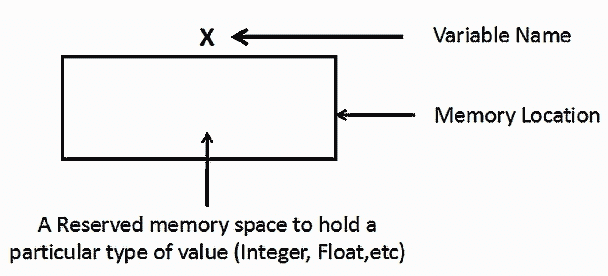 X
Variable Name
Memory Location
A Reserved memory space to hold a
particular type of value (Integer, Float,etc)